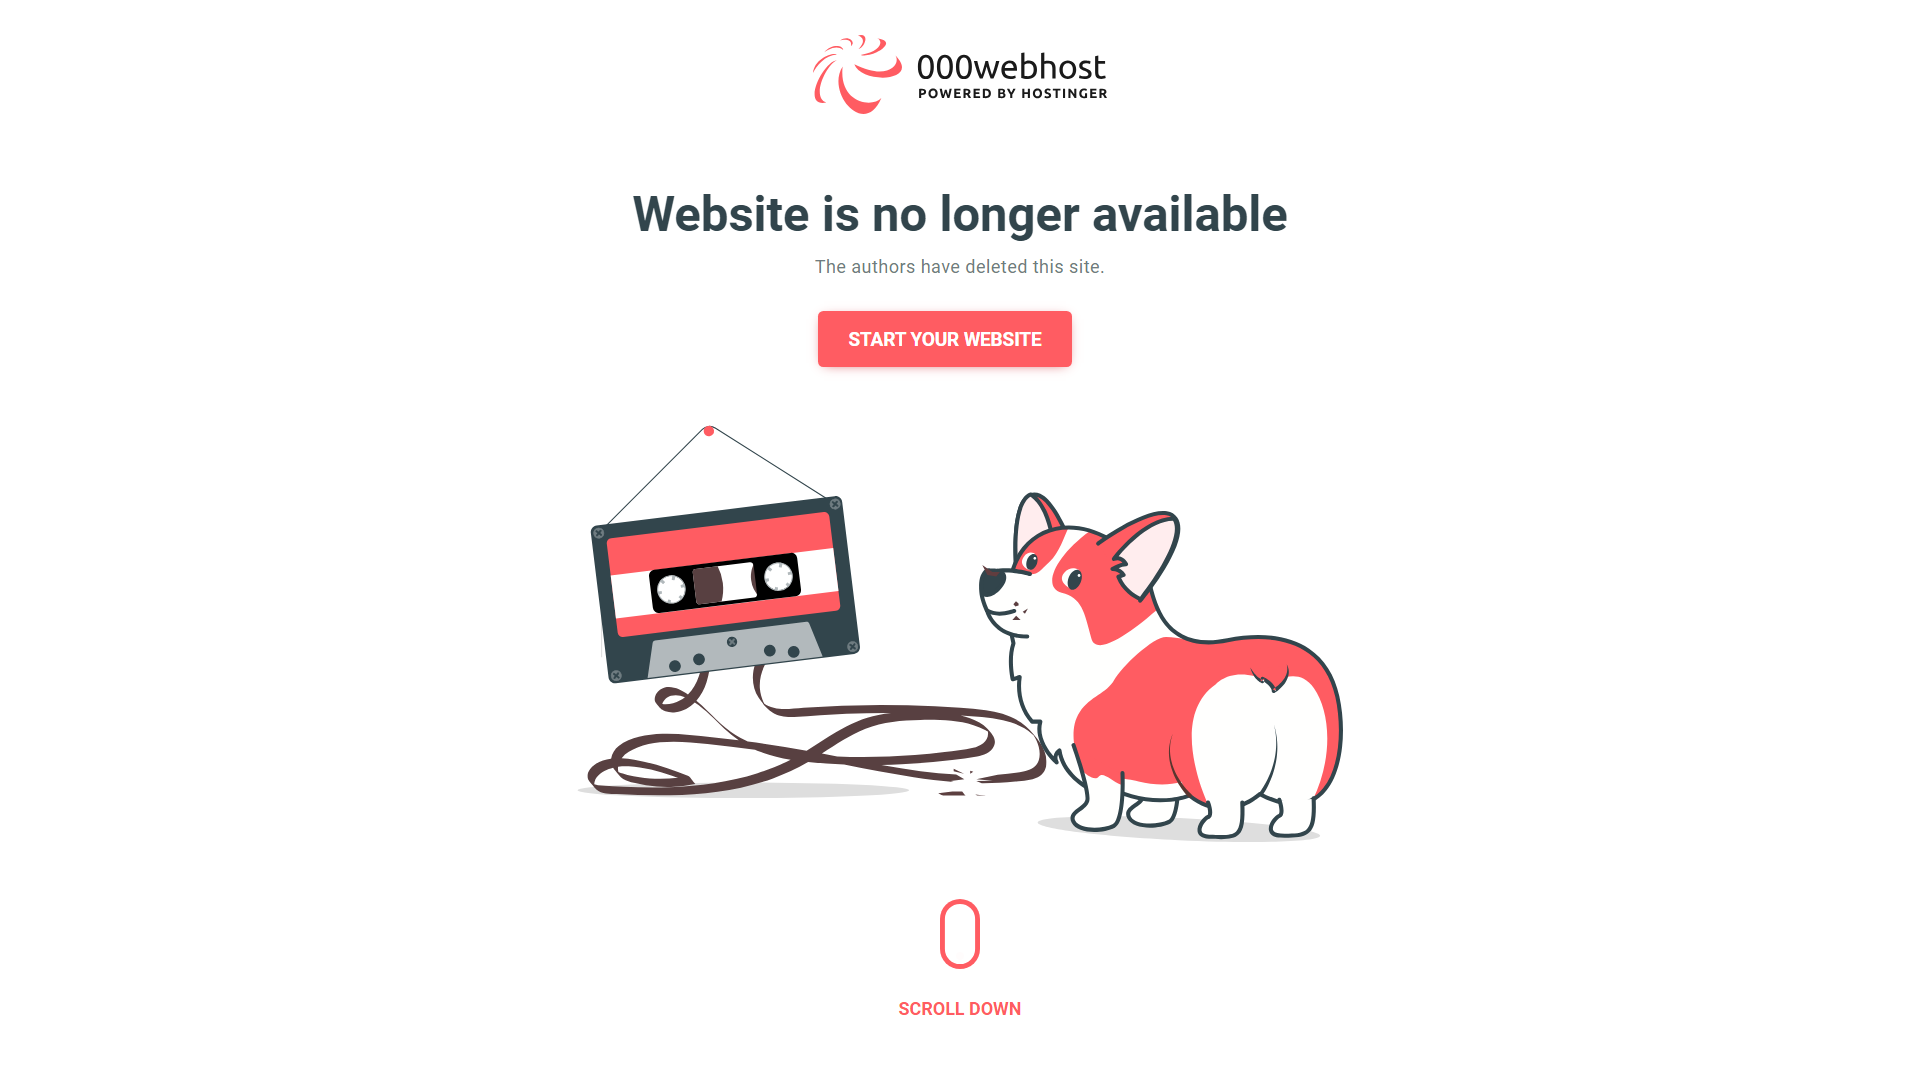 000webhost
POWERED BY HOSTINGER
Website is no longer available
The authors have deleted this site.
START YOUR WEBSITE
SCROLL DOWN